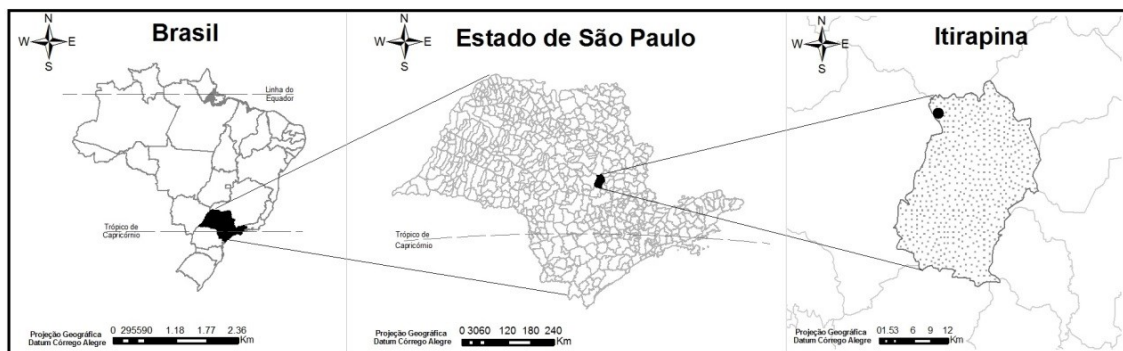 N
W E
S
Brasil
Linha do
Equador
Trópico de
Capricórnio
Projeção Geográfica
Datum Córrego Alegre
0 295590 1.18 1.77 2.36
Km
N
W E
S
Estado de São Paulo
Trópico de
Capricórnio
Projeção Geográfica
Datum Córrego Alegre
0 3060 120 180 240
Km
N
W E
S
Itirapina
Projeção Geográfica
Datum Córrego Alegre
01.53 6 9 12
Km